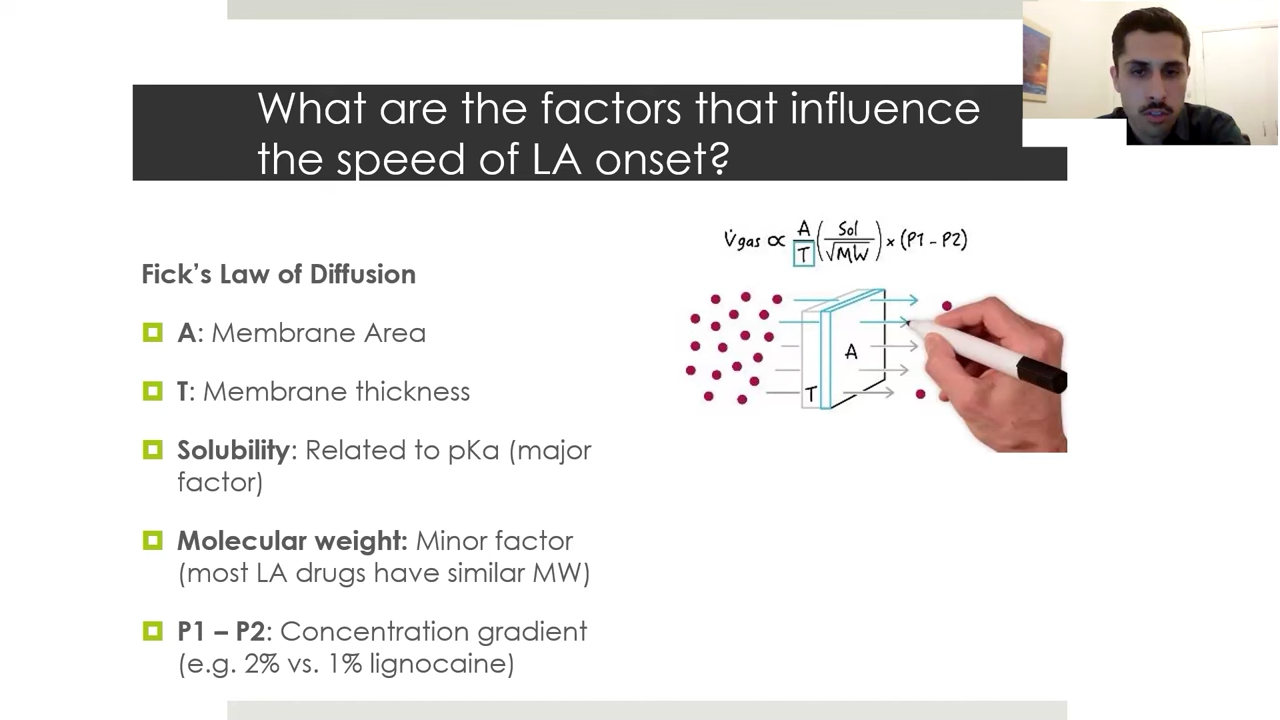 What are the factors that influence
the speed of LA onset?
V̇gas ∝ A/T (Sol/√MW) × (P1 – P2)
Fick's Law of Diffusion
A: Membrane Area
T: Membrane thickness
Solubility: Related to pKa (major
factor)
Molecular weight: Minor factor
(most LA drugs have similar MW)
P1 – P2: Concentration gradient
(e.g. 2% vs. 1% lignocaine)
A
T